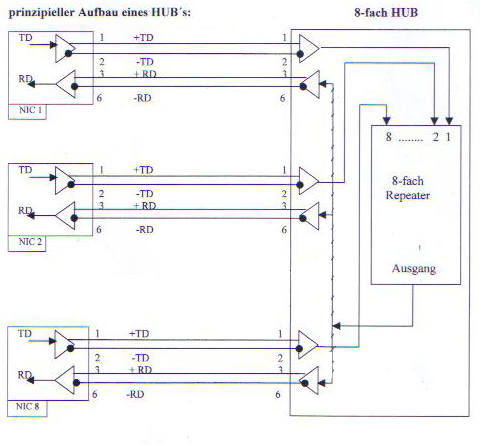 prinzipieller Aufbau eines HUB´s:
8-fach HUB
TD 1 +TD 1
2 -TD 2
RD 3 + RD 3
6 -RD 6
NIC 1
8 ........ 2 1
8-fach
Repeater
Ausgang
TD 1 +TD 1
2 -TD 2
RD 3 + RD 3
6 -RD 6
NIC 2
TD 1 +TD 1
2 -TD 2
RD 3 + RD 3
6 -RD 6
NIC 8